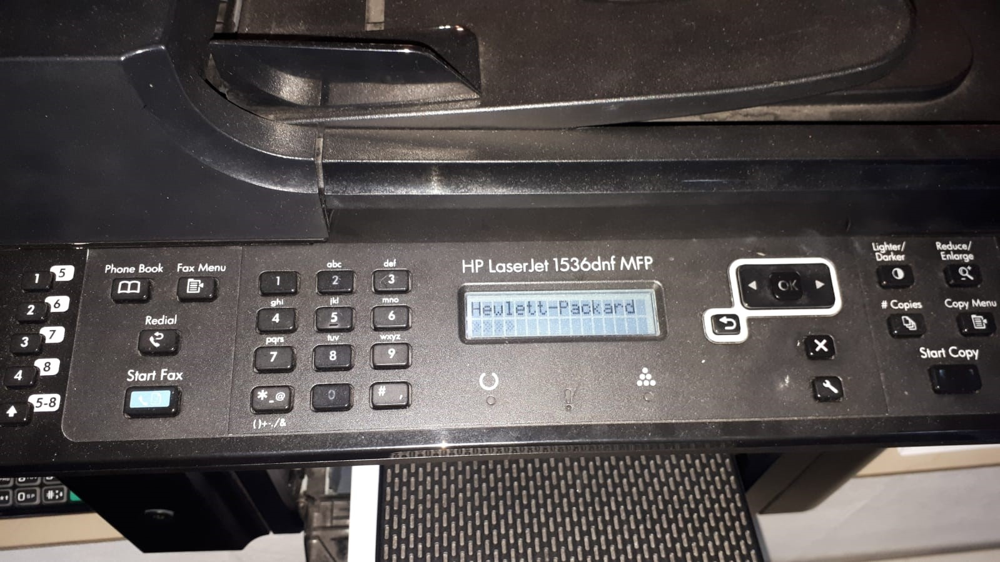 HP LaserJet 1536dnf MFP
Hewlett-Packard
1 5
2 6
3 7
4 8
5-8
Phone Book
Fax Menu
Redial
Start Fax
1
abc
2
def
3
ghi
4
jkl
5
mno
6
pqrs
7
tuv
8
wxyz
9
*_@
0
# ,
()+-./&
OK
Lighter/
Darker
Reduce/
Enlarge
# Copies
Copy Menu
Start Copy
0 SP